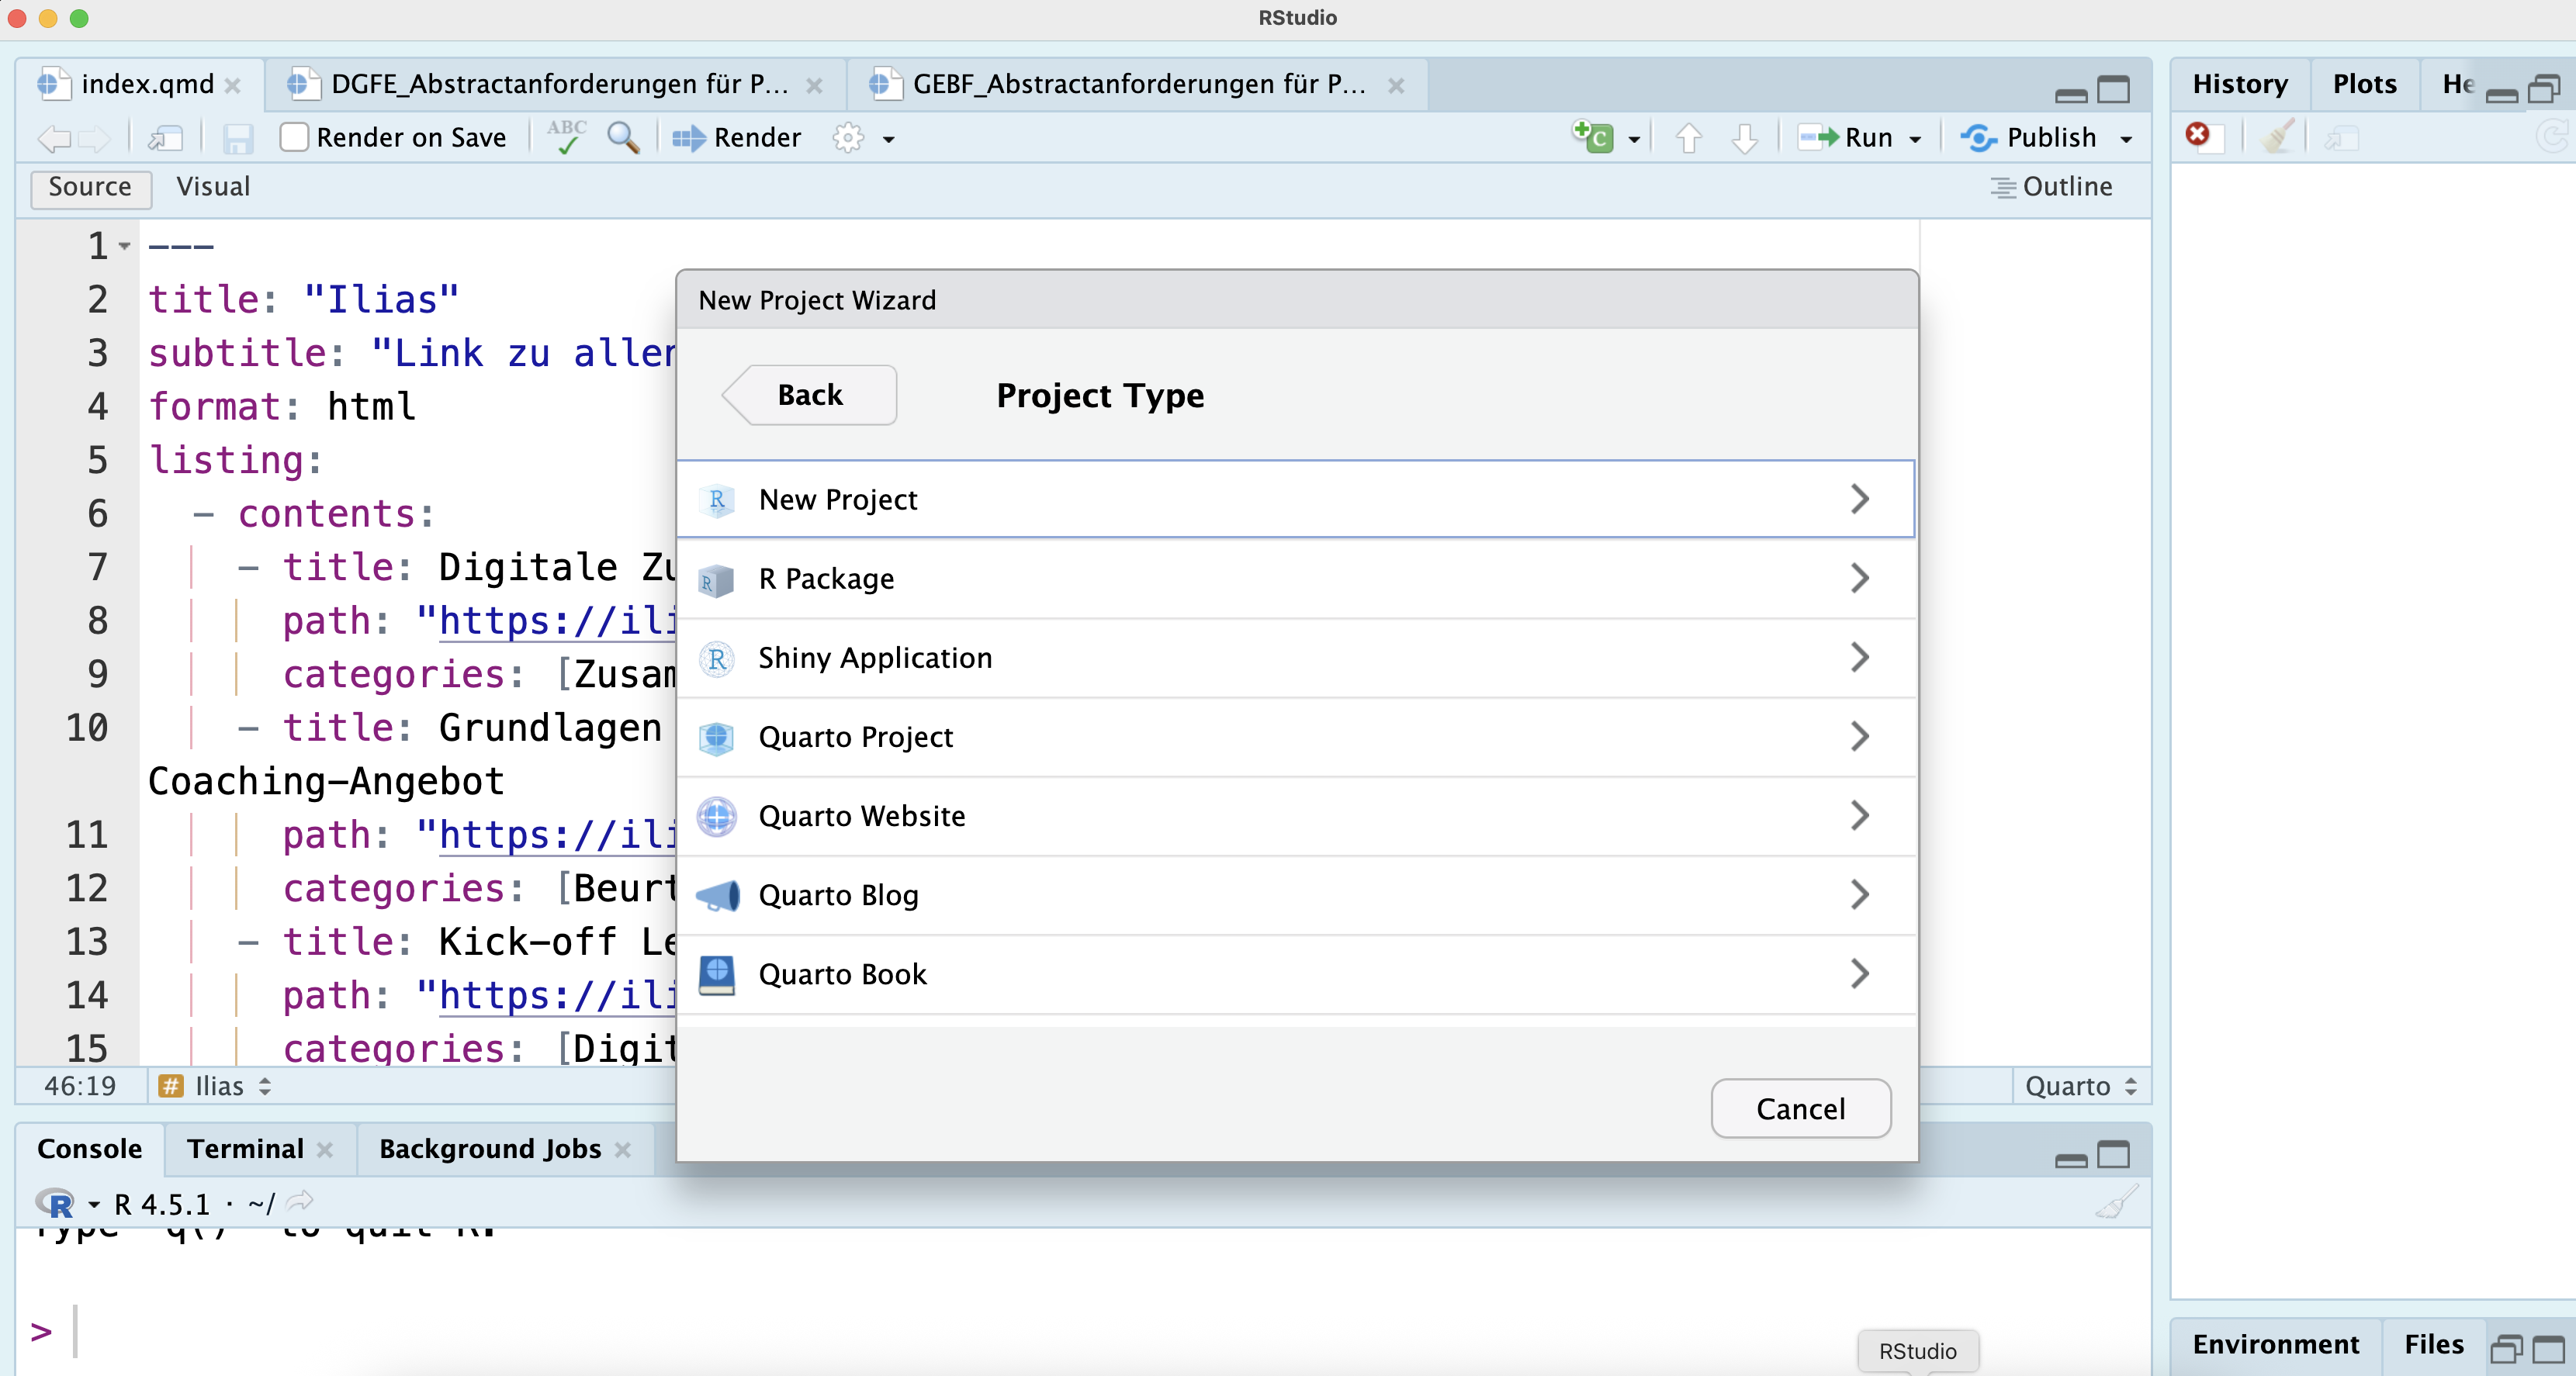 RStudio
index.qmd
DGFE_Abstractanforderungen für P...
GEBF_Abstractanforderungen für P...
History
Plots
He
Render on Save
ABC
Render
Run
Publish
Source
Visual
Outline
1 ---
2 title: "Ilias"
3 subtitle: "Link zu aller
4 format: html
5 listing:
6 - contents:
7 - title: Digitale Zu
8 path: "https://ili
9 categories: [Zusam
10 - title: Grundlagen
Coaching-Angebot
11 path: "https://ili
12 categories: [Beurt
13 - title: Kick-off Le
14 path: "https://ili
15 categories: [Digit
46:19
# Ilias
Quarto
New Project Wizard
Back
Project Type
New Project
R Package
Shiny Application
Quarto Project
Quarto Website
Quarto Blog
Quarto Book
Cancel
Console
Terminal
Background Jobs
R 4.5.1 · ~/
Type 'q()' to quit R.
>
RStudio
Environment
Files